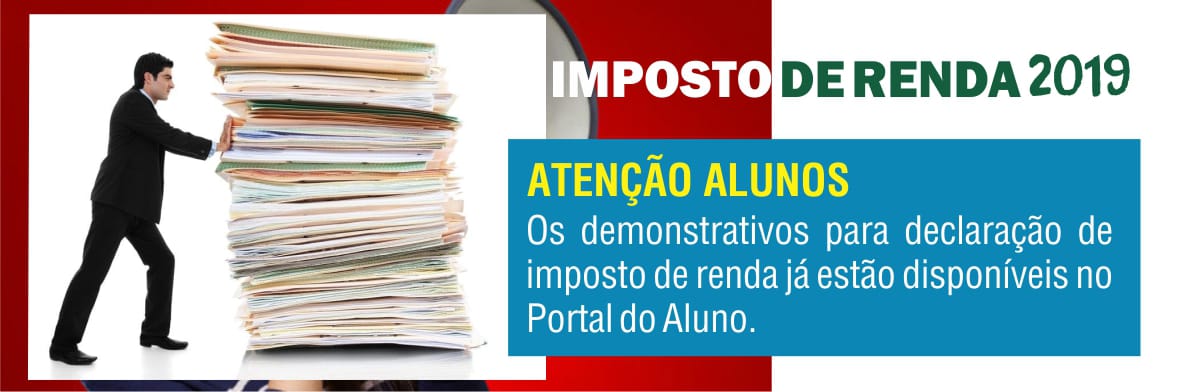 IMPOSTO DE RENDA 2019
ATENÇÃO ALUNOS
Os demonstrativos para declaração de
imposto de renda já estão disponíveis no
Portal do Aluno.